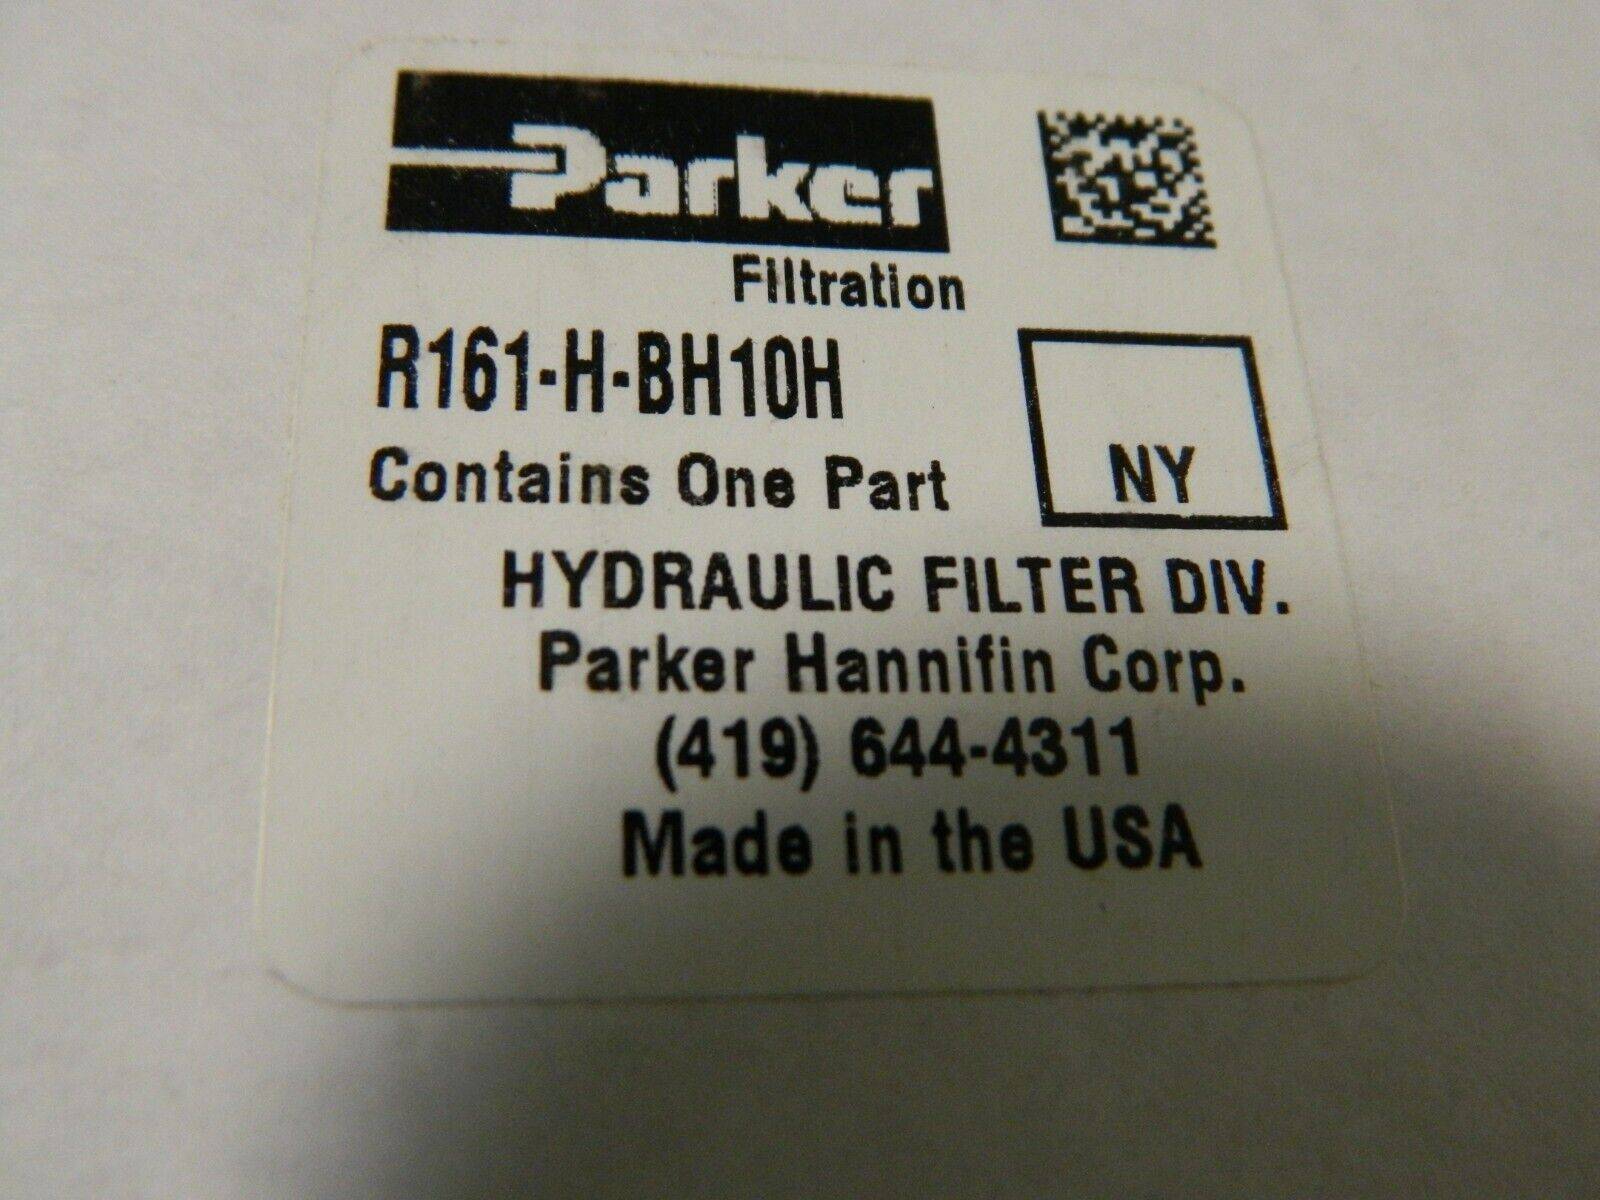 Parker
Filtration
R161-H-BH10H
Contains One Part
NY
HYDRAULIC FILTER DIV.
Parker Hannifin Corp.
(419) 644-4311
Made in the USA